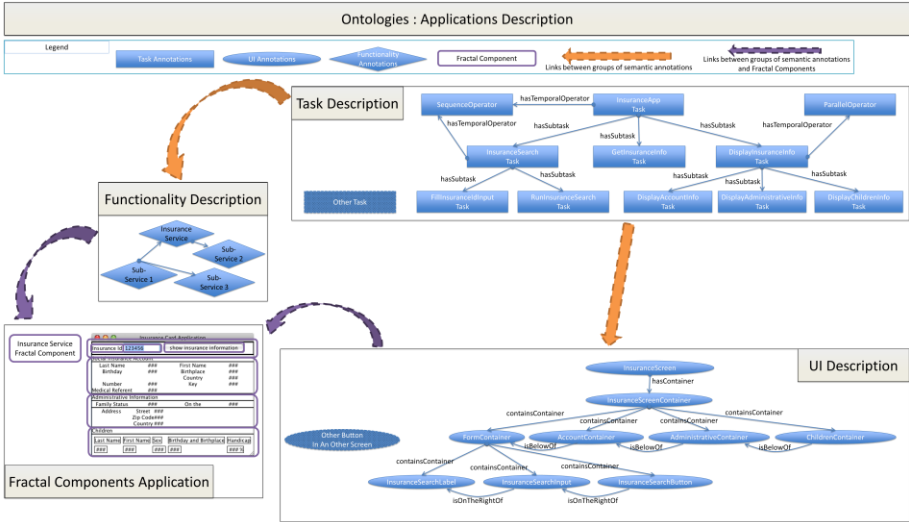 Ontologies : Applications Description
Legend
Task Annotations
UI Annotations
Functionality
Annotations
Fractal Component
Links between groups of semantic annotations
Links between groups of semantic annotations
and Fractal Components
Task Description
SequenceOperator
hasTemporalOperator
InsuranceApp
Task
ParallelOperator
hasTemporalOperator
hasSubtask
hasSubtask
hasSubtask
hasTemporalOperator
InsuranceSearch
Task
GetInsuranceInfo
Task
DisplayInsuranceInfo
Task
hasSubtask
hasSubtask
hasSubtask
hasSubtask
hasSubtask
Other Task
FillInsuranceIdInput
Task
RunInsuranceSearch
Task
DisplayAccountInfo
Task
DisplayAdministrativeInfo
Task
DisplayChildrenInfo
Task
Functionality Description
Insurance
Service
Sub-
Service 2
Sub-
Service 1
Sub-
Service 3
Insurance Service
Fractal Component
Insurance Card Application
Insurance Id 123456 show insurance information
Social Insurance Account
Last Name ### First Name ###
Birthday ### Birthplace ###
Country ###
Number ### Key ###
Medical Referent ###
Administrative Information
Family Status ### On the ###
Address Street ###
Zip Code ###
Country ###
Children
Last Name First Name Sex Birthday and Birthplace Handicap
### ### ### ### ###
Fractal Components Application
UI Description
InsuranceScreen
hasContainer
InsuranceScreenContainer
containsContainer
containsContainer
containsContainer
containsContainer
Other Button
In An Other Screen
FormContainer
AccountContainer
AdministrativeContainer
ChildrenContainer
isBelowOf
isBelowOf
isBelowOf
containsContainer
containsContainer
containsContainer
InsuranceSearchLabel
InsuranceSearchInput
InsuranceSearchButton
isOnTheRightOf
isOnTheRightOf